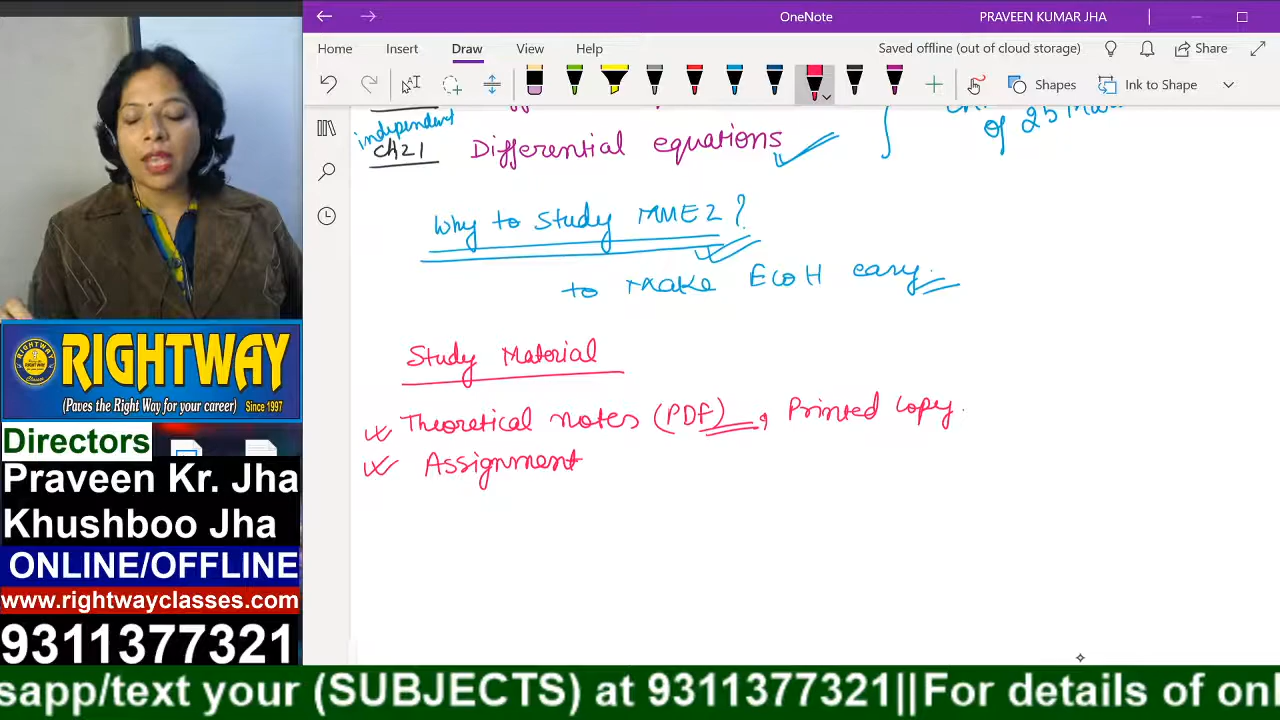 OneNote
PRAVEEN KUMAR JHA
Home Insert Draw View Help
Saved offline (out of cloud storage)
Share
Shapes
Ink to Shape
of 25
independent
Ch21 Differential equations
Why to Study MME2?
to Make EcoH easy.
Study Material
Theoretical notes (PDF), Printed copy.
Assignment
RIGHTWAY
(Paves the Right Way for your career) Since 1997
Directors
Praveen Kr. Jha
Khushboo Jha
ONLINE/OFFLINE
www.rightwayclasses.com
9311377321
sapp/text your (SUBJECTS) at 9311377321||For details of onl